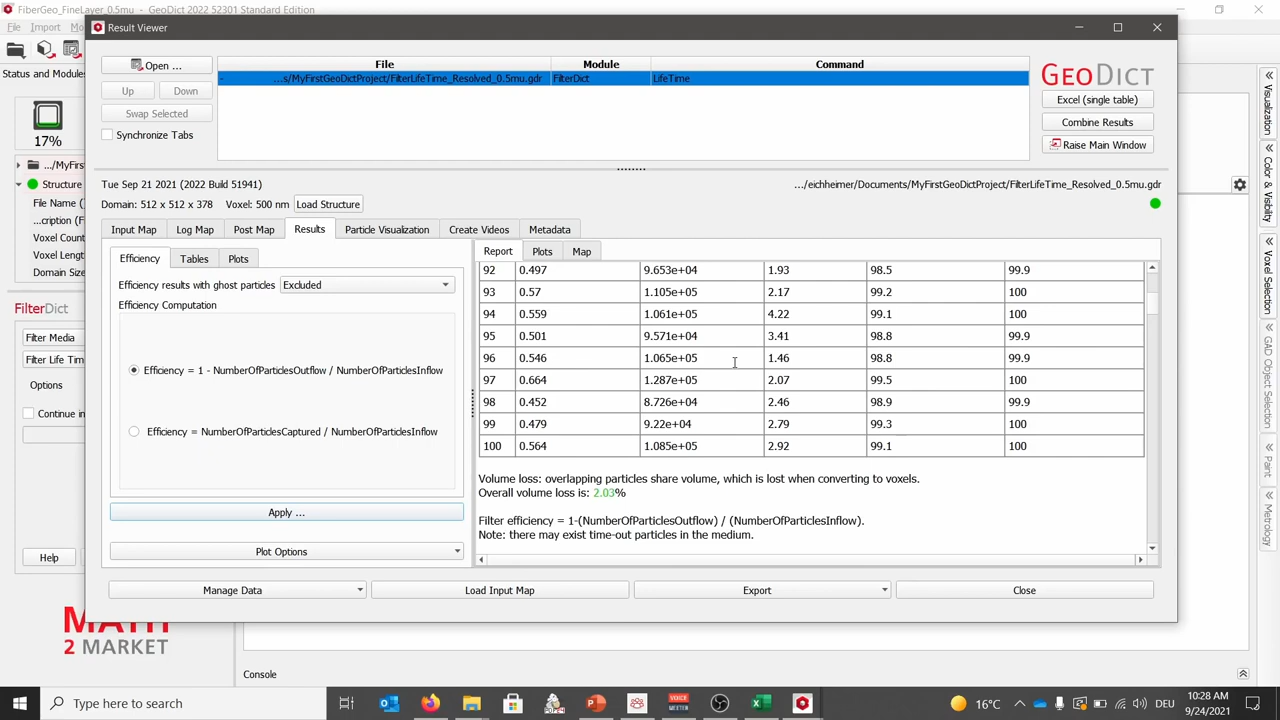 FiberGeo_FineLayer_0.5mu - GeoDict 2022 52301 Standard Edition
Result Viewer
File Import
Status and Module
17%
.../MyFirst
Structure
File Name (
...cription (F
Voxel Count
Voxel Length
Domain Size
FilterDict
Filter Media
Filter Life Tim
Options
Continue in
Help
MATH
2 MARKET
Open ...
Up Down
Swap Selected
Synchronize Tabs
File Module Command
...s/MyFirstGeoDictProject/FilterLifeTime_Resolved_0.5mu.gdr FilterDict LifeTime
GEODICT
Excel (single table)
Combine Results
Raise Main Window
Tue Sep 21 2021 (2022 Build 51941)
.../eichheimer/Documents/MyFirstGeoDictProject/FilterLifeTime_Resolved_0.5mu.gdr
Domain: 512 x 512 x 378 Voxel: 500 nm Load Structure
Input Map Log Map Post Map Results Particle Visualization Create Videos Metadata
Efficiency Tables Plots
Efficiency results with ghost particles Excluded
Efficiency Computation
Efficiency = 1 - NumberOfParticlesOutflow / NumberOfParticlesInflow
Efficiency = NumberOfParticlesCaptured / NumberOfParticlesInflow
Apply ...
Plot Options
Report Plots Map
92 0.497 9.653e+04 1.93 98.5 99.9
93 0.57 1.105e+05 2.17 99.2 100
94 0.559 1.061e+05 4.22 99.1 100
95 0.501 9.571e+04 3.41 98.8 99.9
96 0.546 1.065e+05 1.46 98.8 99.9
97 0.664 1.287e+05 2.07 99.5 100
98 0.452 8.726e+04 2.46 98.9 99.9
99 0.479 9.22e+04 2.79 99.3 100
100 0.564 1.085e+05 2.92 99.1 100
Volume loss: overlapping particles share volume, which is lost when converting to voxels.
Overall volume loss is: 2.03%
Filter efficiency = 1-(NumberOfParticlesOutflow) / (NumberOfParticlesInflow).
Note: there may exist time-out particles in the medium.
Manage Data Load Input Map Export Close
Visualization
Color & Visibility
Voxel Selection
GAD Object Selection
Paint
Metrology
Console
Type here to search
VOICE MEETER
16°C
DEU
10:28 AM
9/24/2021